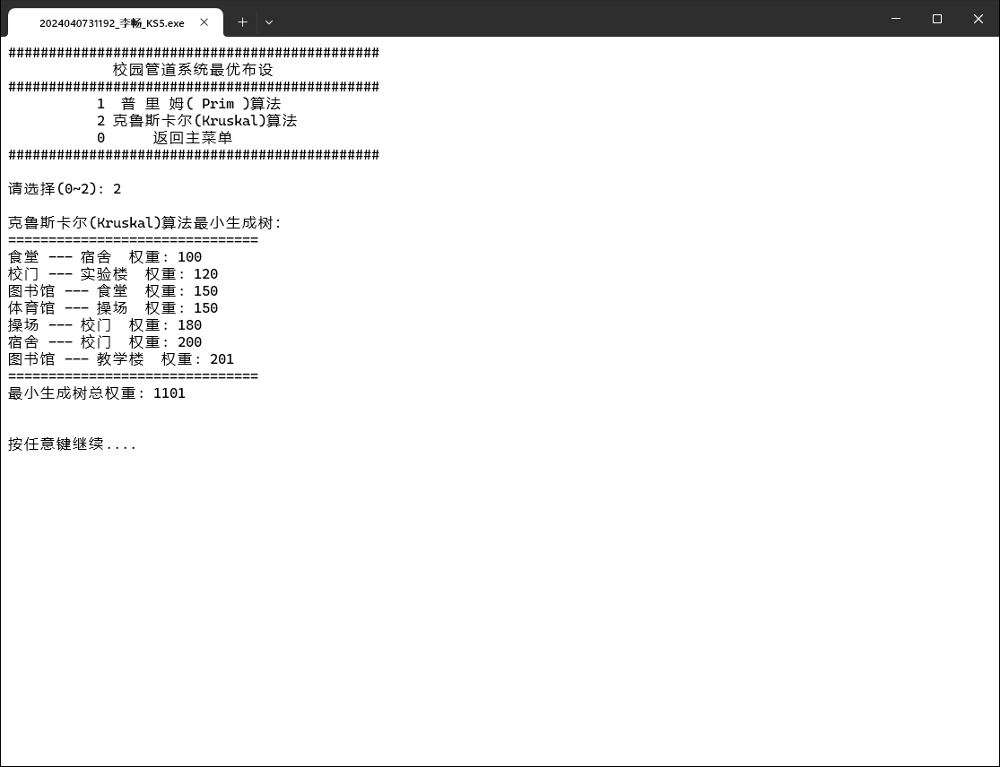 2024040731192_李畅_KS5.exe
##############################################
校园管道系统最优布设
##############################################
1  普 里 姆( Prim )算法
2 克鲁斯卡尔(Kruskal)算法
0      返回主菜单
##############################################
请选择(0~2): 2
克鲁斯卡尔(Kruskal)算法最小生成树:
===============================
食堂 --- 宿舍  权重: 100
校门 --- 实验楼  权重: 120
图书馆 --- 食堂  权重: 150
体育馆 --- 操场  权重: 150
操场 --- 校门  权重: 180
宿舍 --- 校门  权重: 200
图书馆 --- 教学楼  权重: 201
===============================
最小生成树总权重: 1101
按任意键继续....